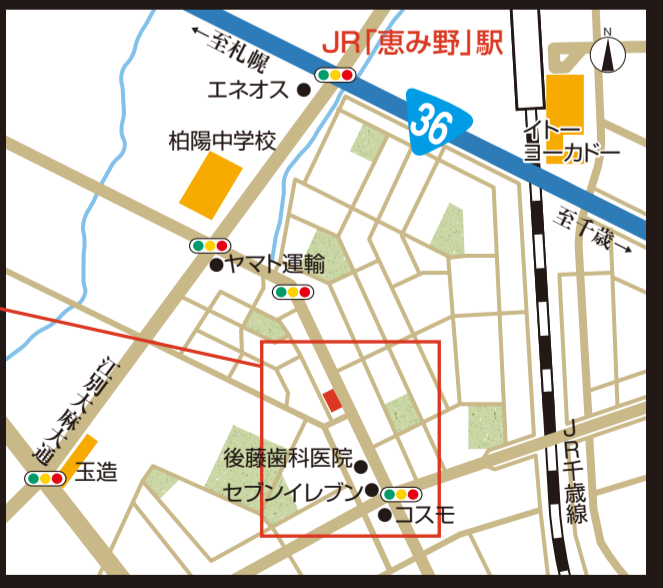 ←至札幌
JR「恵み野」駅
N
エネオス
36
イトー
ヨーカドー
柏陽中学校
至千歳→
ヤマト運輸
江別大麻大通
玉造
後藤歯科医院
セブンイレブン
コスモ
JR千歳線